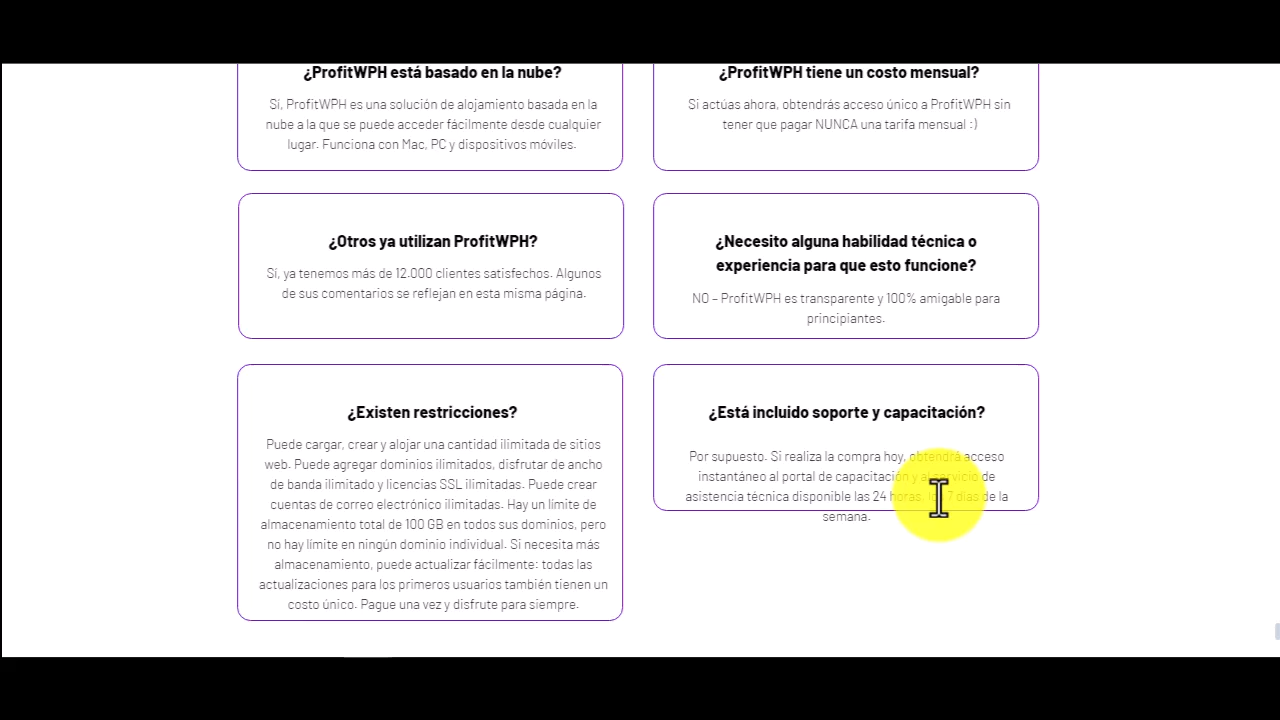 ¿ProfitWPH está basado en la nube?
Sí, ProfitWPH es una solución de alojamiento basada en la
nube a la que se puede acceder fácilmente desde cualquier
lugar. Funciona con Mac, PC y dispositivos móviles.
¿ProfitWPH tiene un costo mensual?
Si actúas ahora, obtendrás acceso único a ProfitWPH sin
tener que pagar NUNCA una tarifa mensual :)
¿Otros ya utilizan ProfitWPH?
Sí, ya tenemos más de 12.000 clientes satisfechos. Algunos
de sus comentarios se reflejan en esta misma página.
¿Necesito alguna habilidad técnica o
experiencia para que esto funcione?
NO – ProfitWPH es transparente y 100% amigable para
principiantes.
¿Existen restricciones?
Puede cargar, crear y alojar una cantidad ilimitada de sitios
web. Puede agregar dominios ilimitados, disfrutar de ancho
de banda ilimitado y licencias SSL ilimitadas. Puede crear
cuentas de correo electrónico ilimitadas. Hay un límite de
almacenamiento total de 100 GB en todos sus dominios, pero
no hay límite en ningún dominio individual. Si necesita más
almacenamiento, puede actualizar fácilmente: todas las
actualizaciones para los primeros usuarios también tienen un
costo único. Pague una vez y disfrute para siempre.
¿Está incluido soporte y capacitación?
Por supuesto. Si realiza la compra hoy, obtendrá acceso
instantáneo al portal de capacitación y al servicio de
asistencia técnica disponible las 24 horas, los 7 días de la
semana.